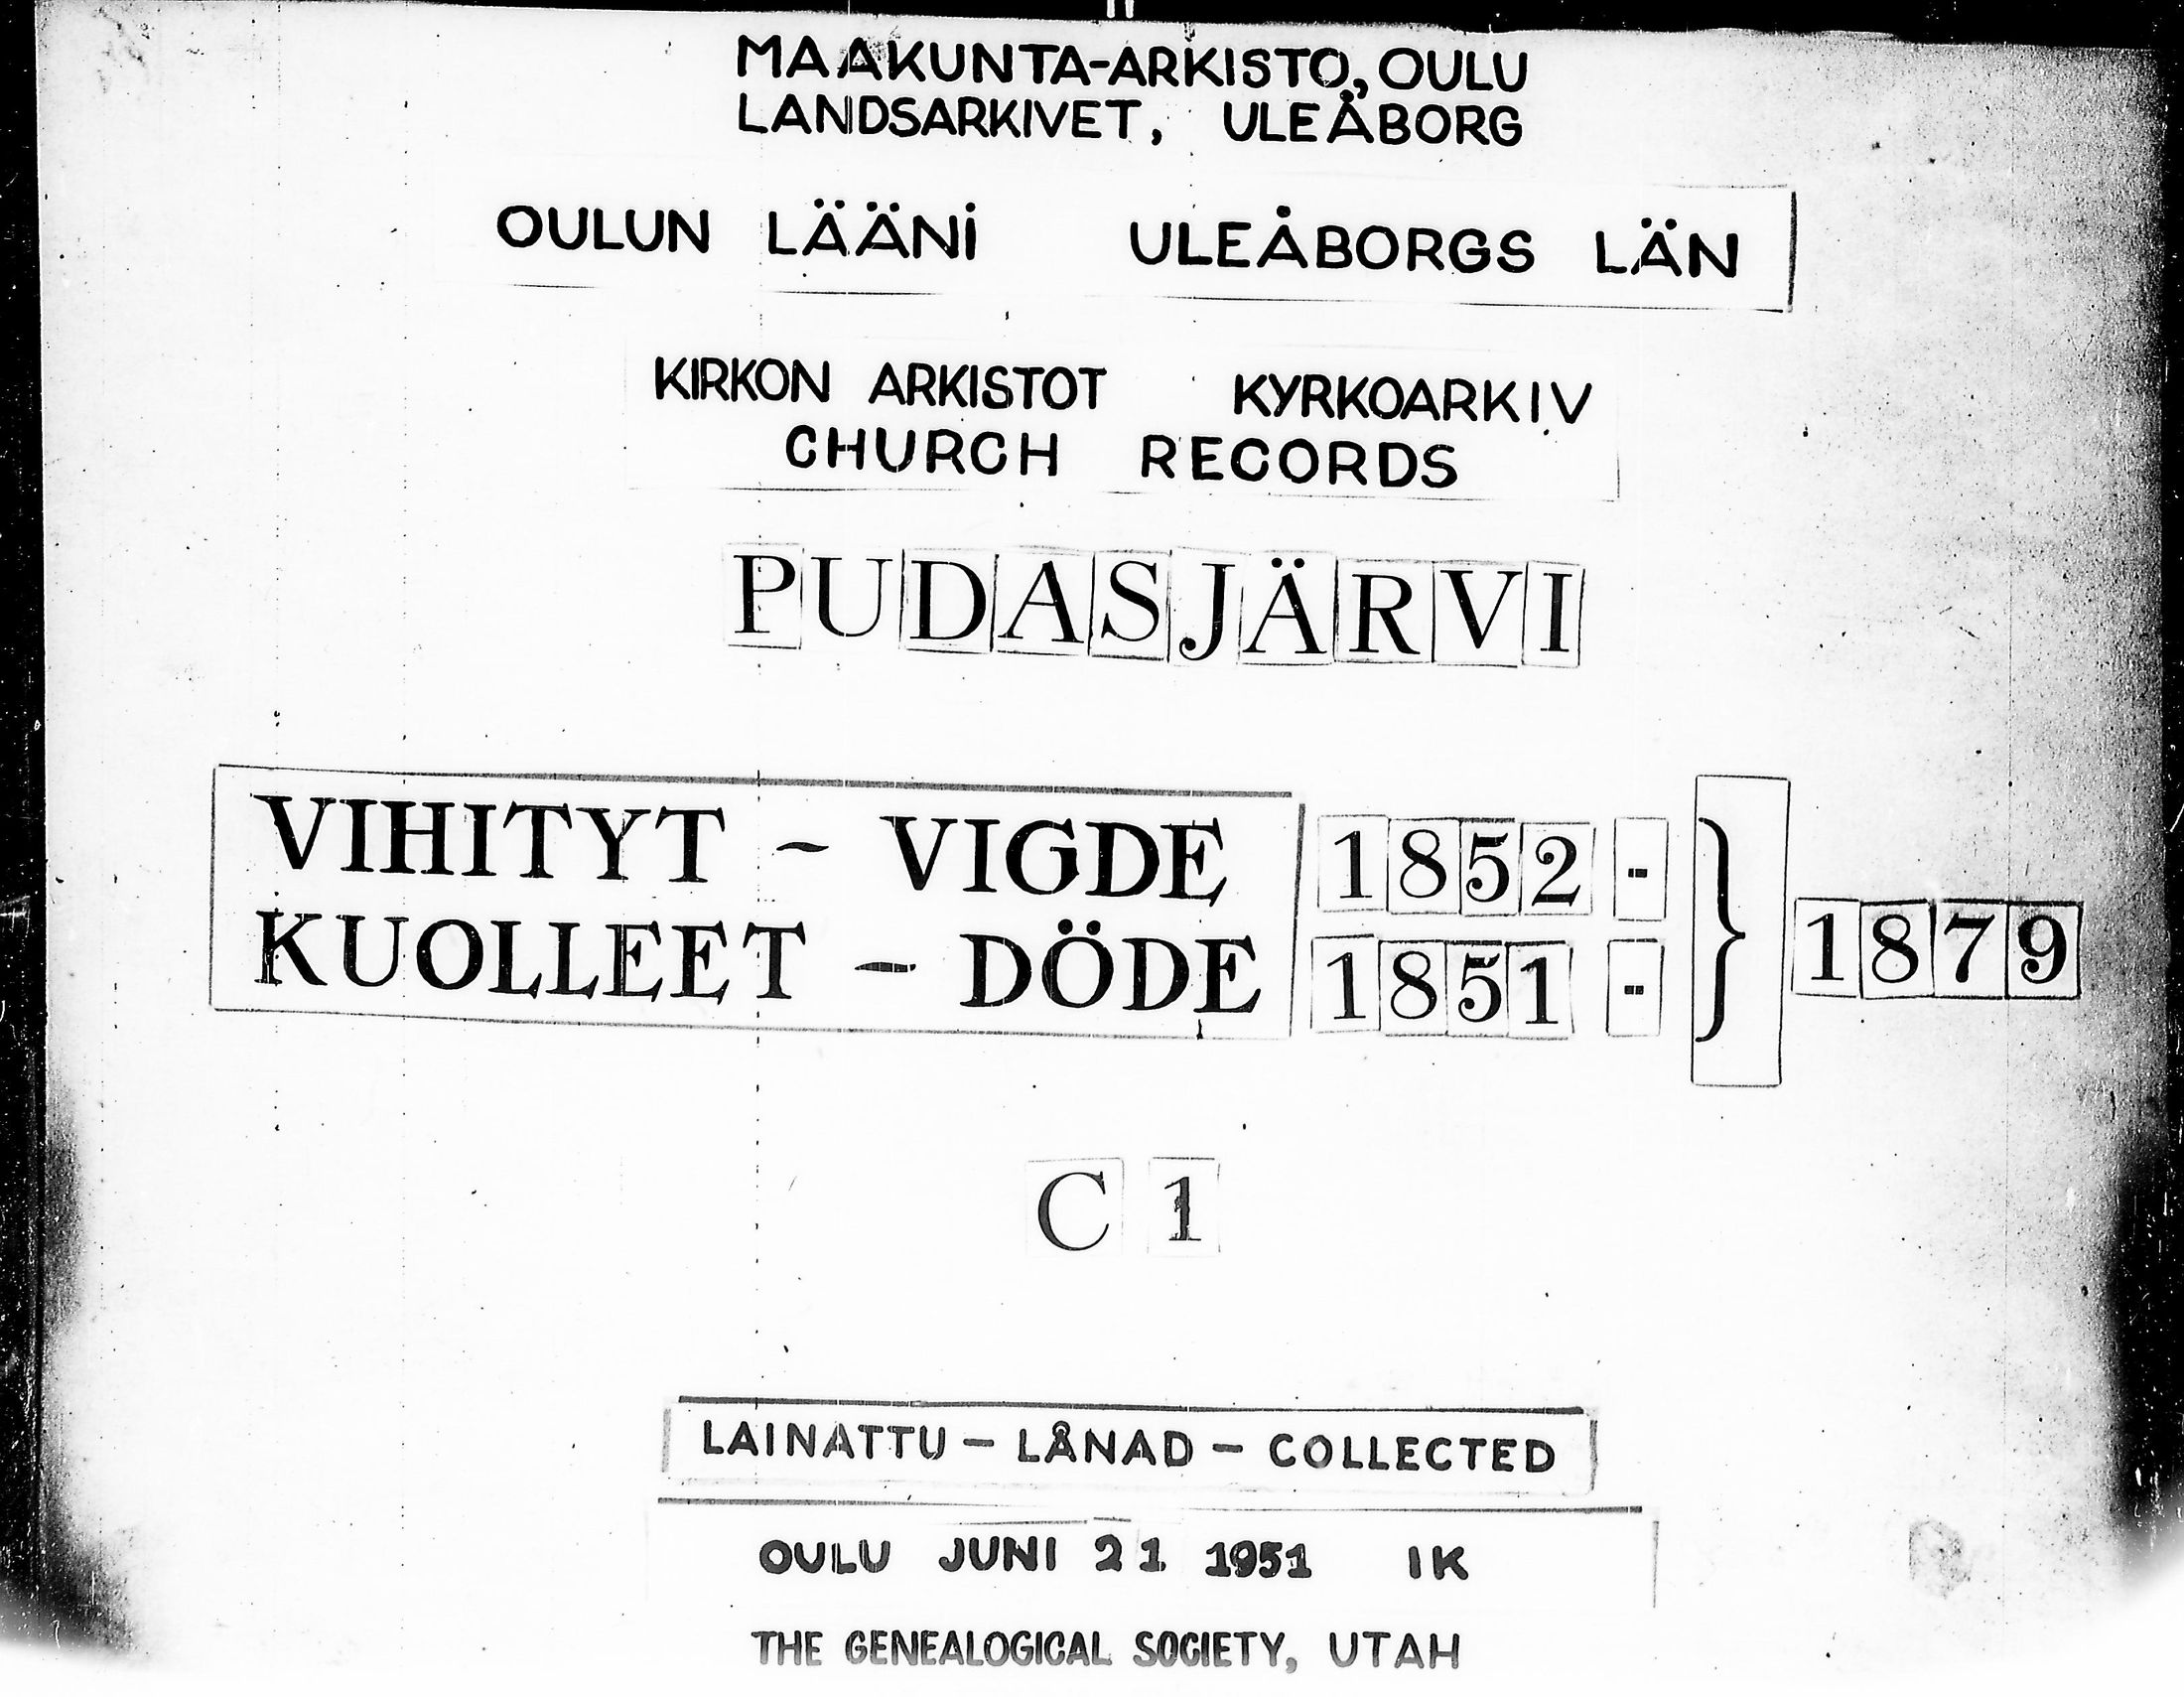 MAAKUNTA-ARKISTO, OULU
LANDSARKIVET, ULEÅBORG
OULUN LÄÄNI ULEÅBORGS LÄN
KIRKON ARKISTOT KYRKOARKIV
CHURCH RECORDS
PUDASJÄRVI
VIHITYT - VIGDE 1852 -
KUOLLEET - DÖDE 1851 - } 1879
C 1
LAINATTU - LÅNAD - COLLECTED
OULU JUNI 21 1951 IK
THE GENEALOGICAL SOCIETY, UTAH